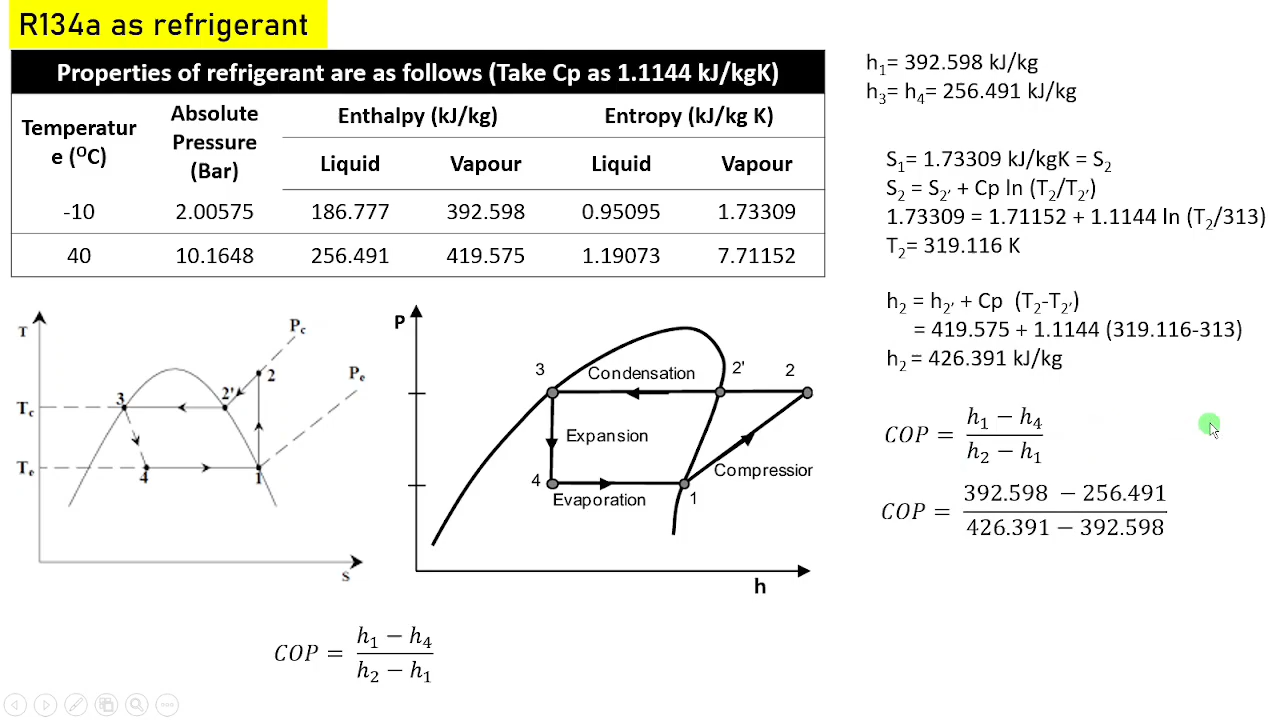 R134a as refrigerant
Properties of refrigerant are as follows (Take Cp as 1.1144 kJ/kgK)
Temperatur
e (⁰C)
Absolute
Pressure
(Bar)
Enthalpy (kJ/kg)
Entropy (kJ/kg K)
Liquid Vapour Liquid Vapour
-10 2.00575 186.777 392.598 0.95095 1.73309
40 10.1648 256.491 419.575 1.19073 7.71152
h₁= 392.598 kJ/kg
h₃= h₄= 256.491 kJ/kg
S₁= 1.73309 kJ/kgK = S₂
S₂ = S₂′ + Cp ln (T₂/T₂′)
1.73309 = 1.71152 + 1.1144 ln (T₂/313)
T₂= 319.116 K
h₂ = h₂′ + Cp (T₂-T₂′)
= 419.575 + 1.1144 (319.116-313)
h₂ = 426.391 kJ/kg
COP = (h₁ − h₄)/(h₂ − h₁)
COP = (392.598 − 256.491)/(426.391 − 392.598)
T
Pc
Pe
2
3
2'
Tc
Te
4
1
s
P
3
Condensation
2'
2
Expansion
4
Compression
Evaporation
1
h
COP = (h₁ − h₄)/(h₂ − h₁)